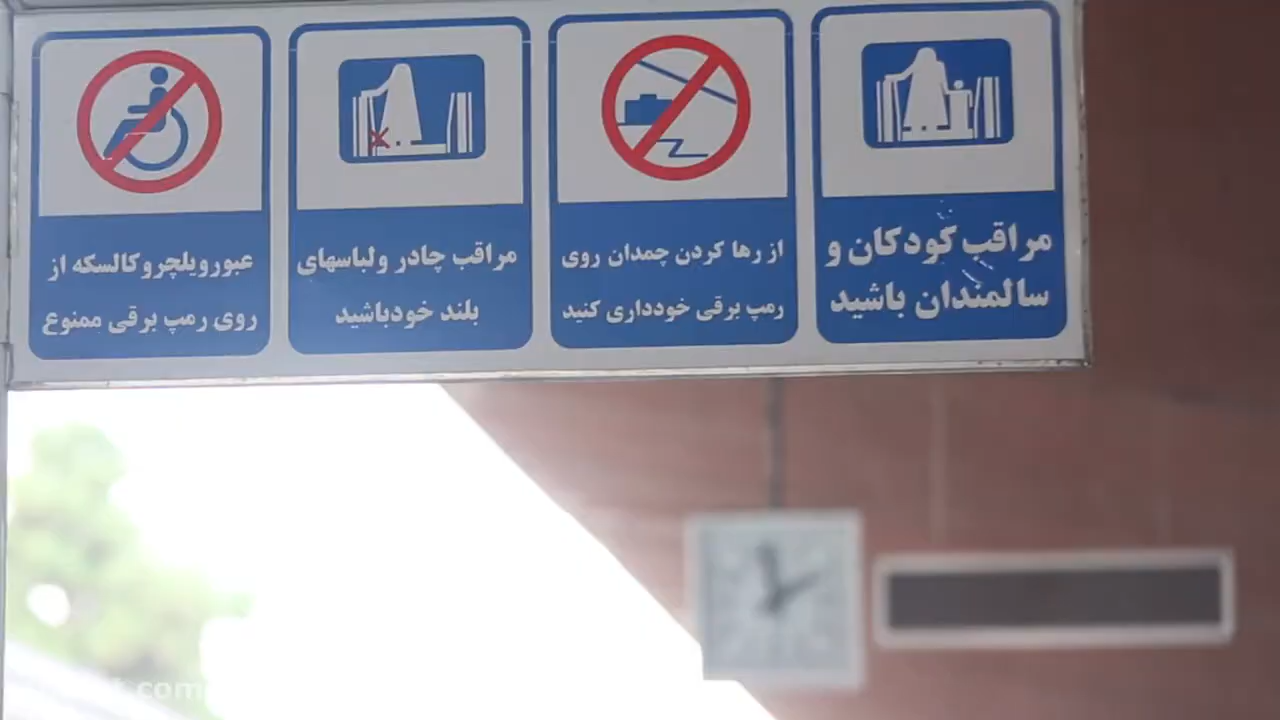 مراقب کودکان و
سالمندان باشید
از رها کردن چمدان روی
رمپ برقی خودداری کنید
مراقب چادر ولباسهای
بلند خودباشید
عبورویلچروکالسکه از
روی رمپ برقی ممنوع
.com